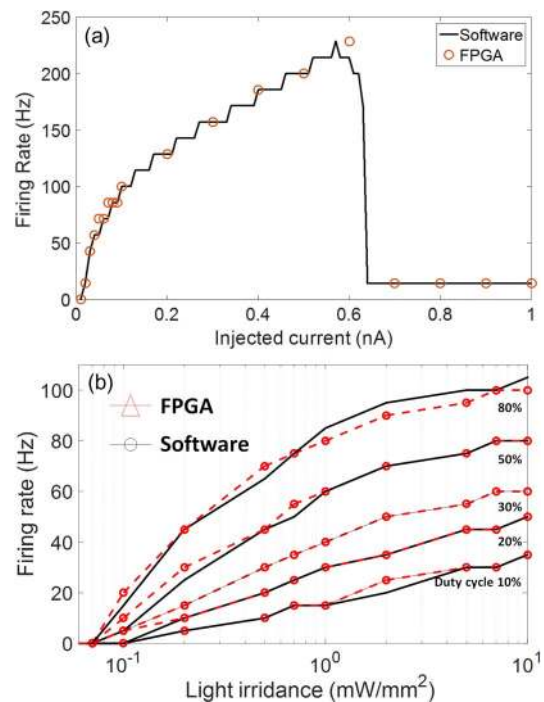 (a)
Software
FPGA
Firing Rate (Hz)
250
200
150
100
50
0
0
0.2
0.4
0.6
0.8
1
Injected current (nA)
(b)
FPGA
Software
Firing rate (Hz)
100
80
60
40
20
0
80%
50%
30%
20%
Duty cycle 10%
10⁻¹
10⁰
10¹
Light irridance (mW/mm²)